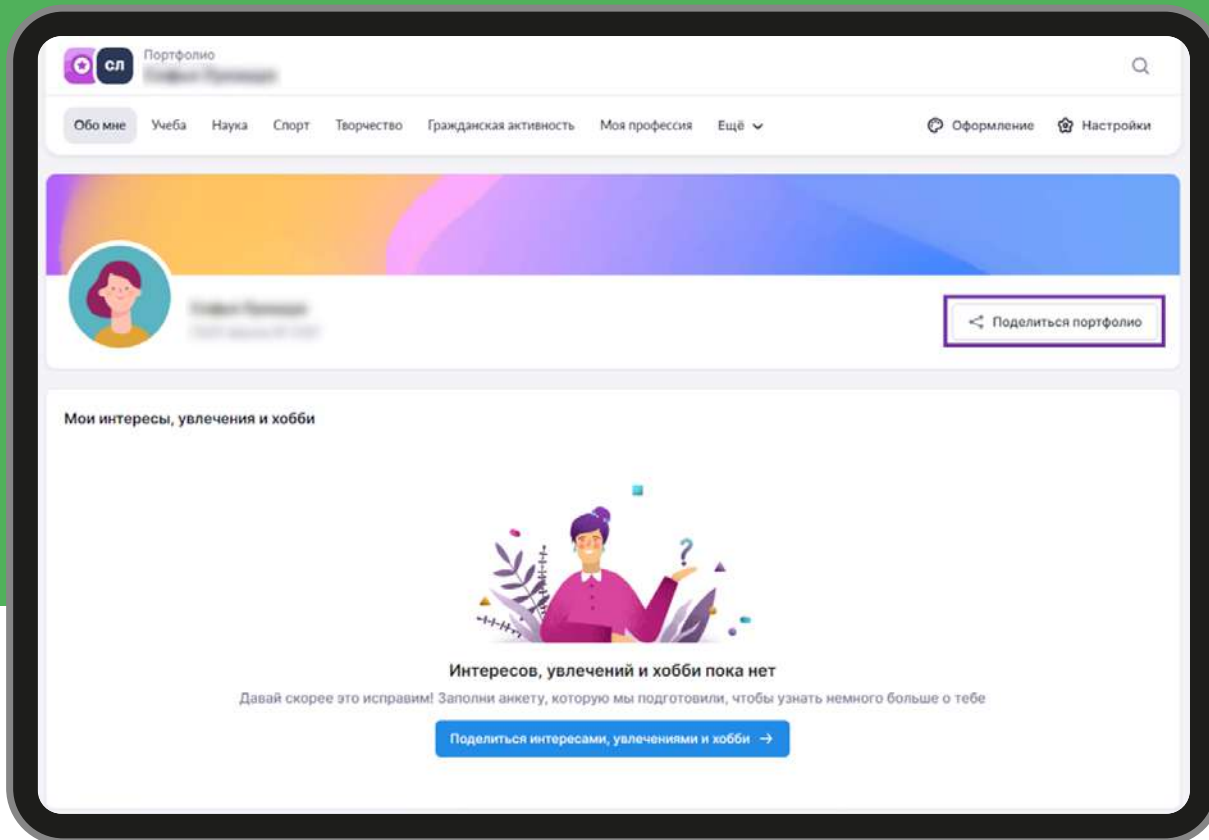 СЛ
Портфолио
Обо мне Учеба Наука Спорт Творчество Гражданская активность Моя профессия Ещё Оформление Настройки
Поделиться портфолио
Мои интересы, увлечения и хобби
?
Интересов, увлечений и хобби пока нет
Давай скорее это исправим! Заполни анкету, которую мы подготовили, чтобы узнать немного больше о тебе
Поделиться интересами, увлечениями и хобби →